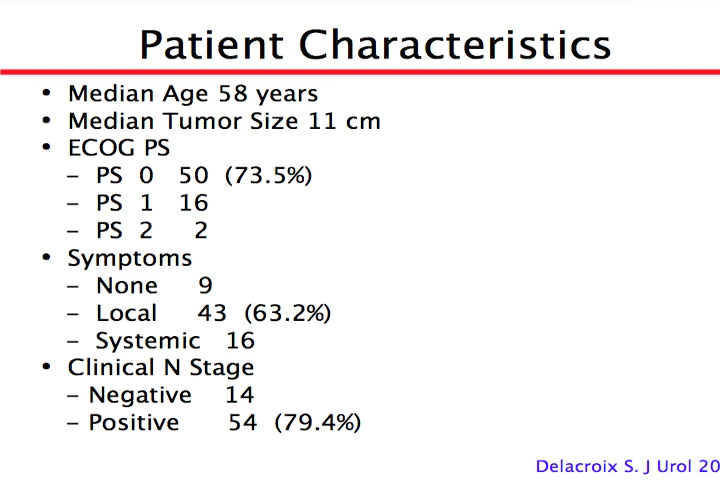 Patient Characteristics
• Median Age 58 years
• Median Tumor Size 11 cm
• ECOG PS
– PS 0 50 (73.5%)
– PS 1 16
– PS 2 2
• Symptoms
– None 9
– Local 43 (63.2%)
– Systemic 16
• Clinical N Stage
– Negative 14
– Positive 54 (79.4%)
Delacroix S. J Urol 20